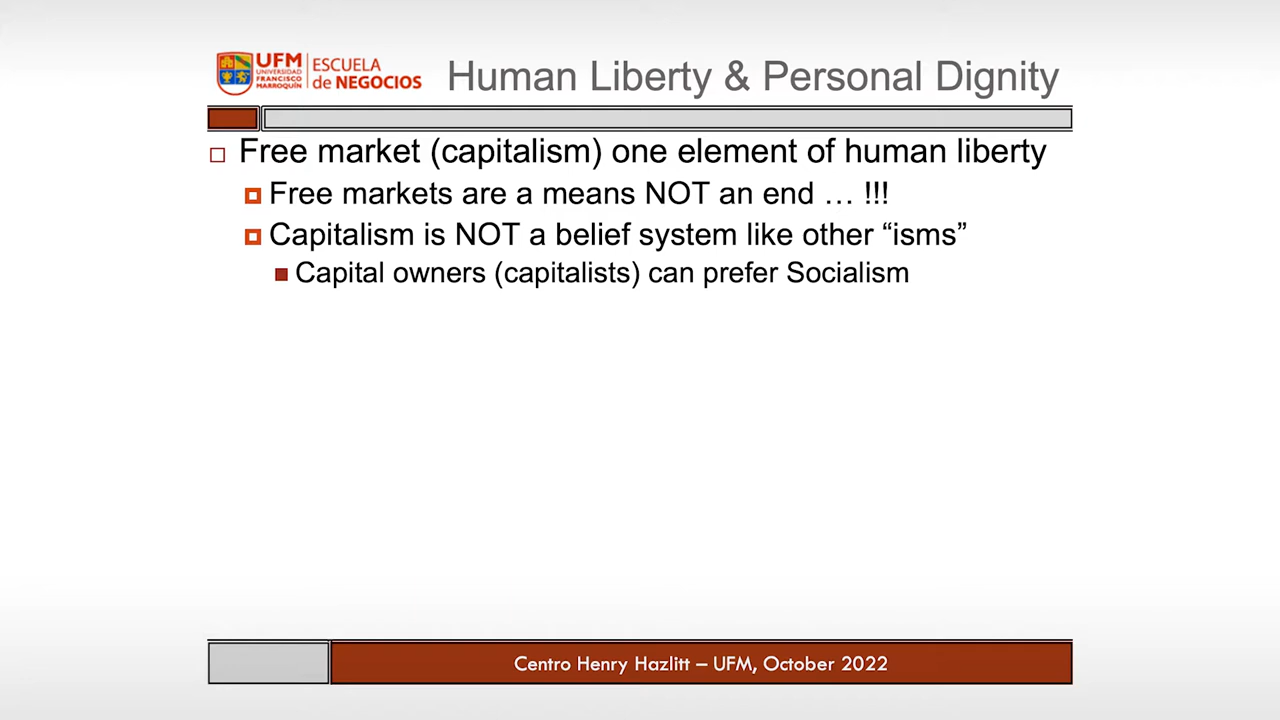 UFM
UNIVERSIDAD
FRANCISCO
MARROQUÍN
ESCUELA
de NEGOCIOS
Human Liberty & Personal Dignity
Free market (capitalism) one element of human liberty
Free markets are a means NOT an end … !!!
Capitalism is NOT a belief system like other “isms”
Capital owners (capitalists) can prefer Socialism
Centro Henry Hazlitt – UFM, October 2022